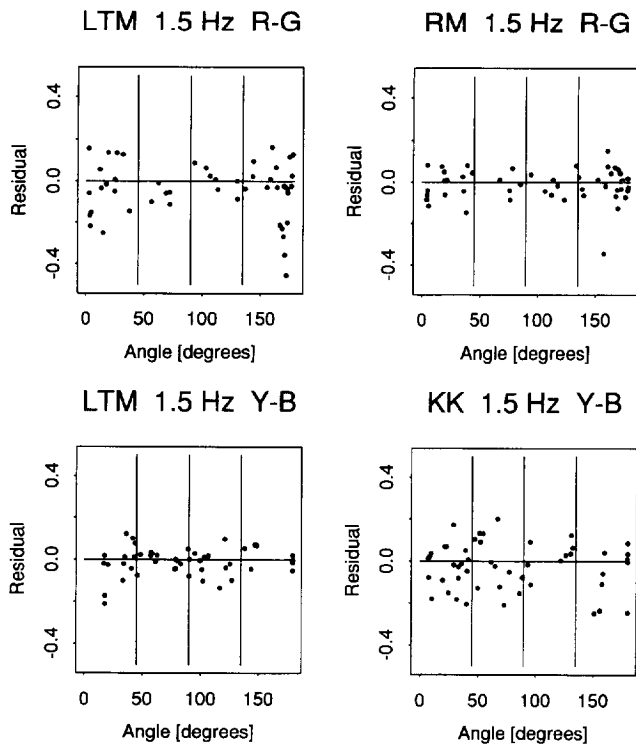 LTM 1.5 Hz R-G
Residual
0.4
0.0
-0.4
0 50 100 150
Angle [degrees]
RM 1.5 Hz R-G
Residual
0.4
0.0
-0.4
0 50 100 150
Angle [degrees]
LTM 1.5 Hz Y-B
Residual
0.4
0.0
-0.4
0 50 100 150
Angle [degrees]
KK 1.5 Hz Y-B
Residual
0.4
0.0
-0.4
0 50 100 150
Angle [degrees]